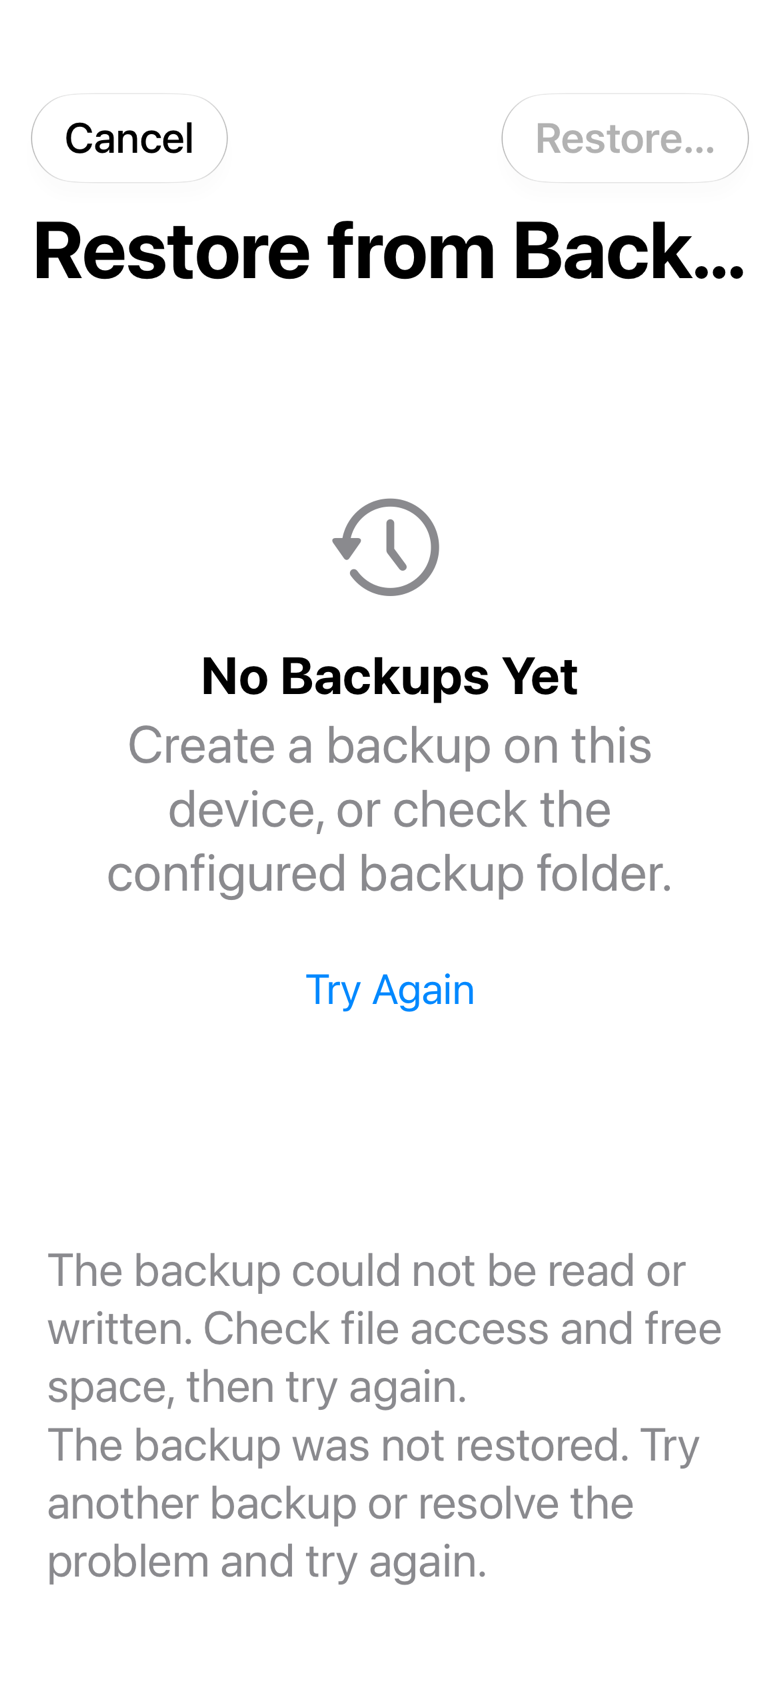 Cancel
Restore...
Restore from Back...
No Backups Yet
Create a backup on this
device, or check the
configured backup folder.
Try Again
The backup could not be read or
written. Check file access and free
space, then try again.
The backup was not restored. Try
another backup or resolve the
problem and try again.